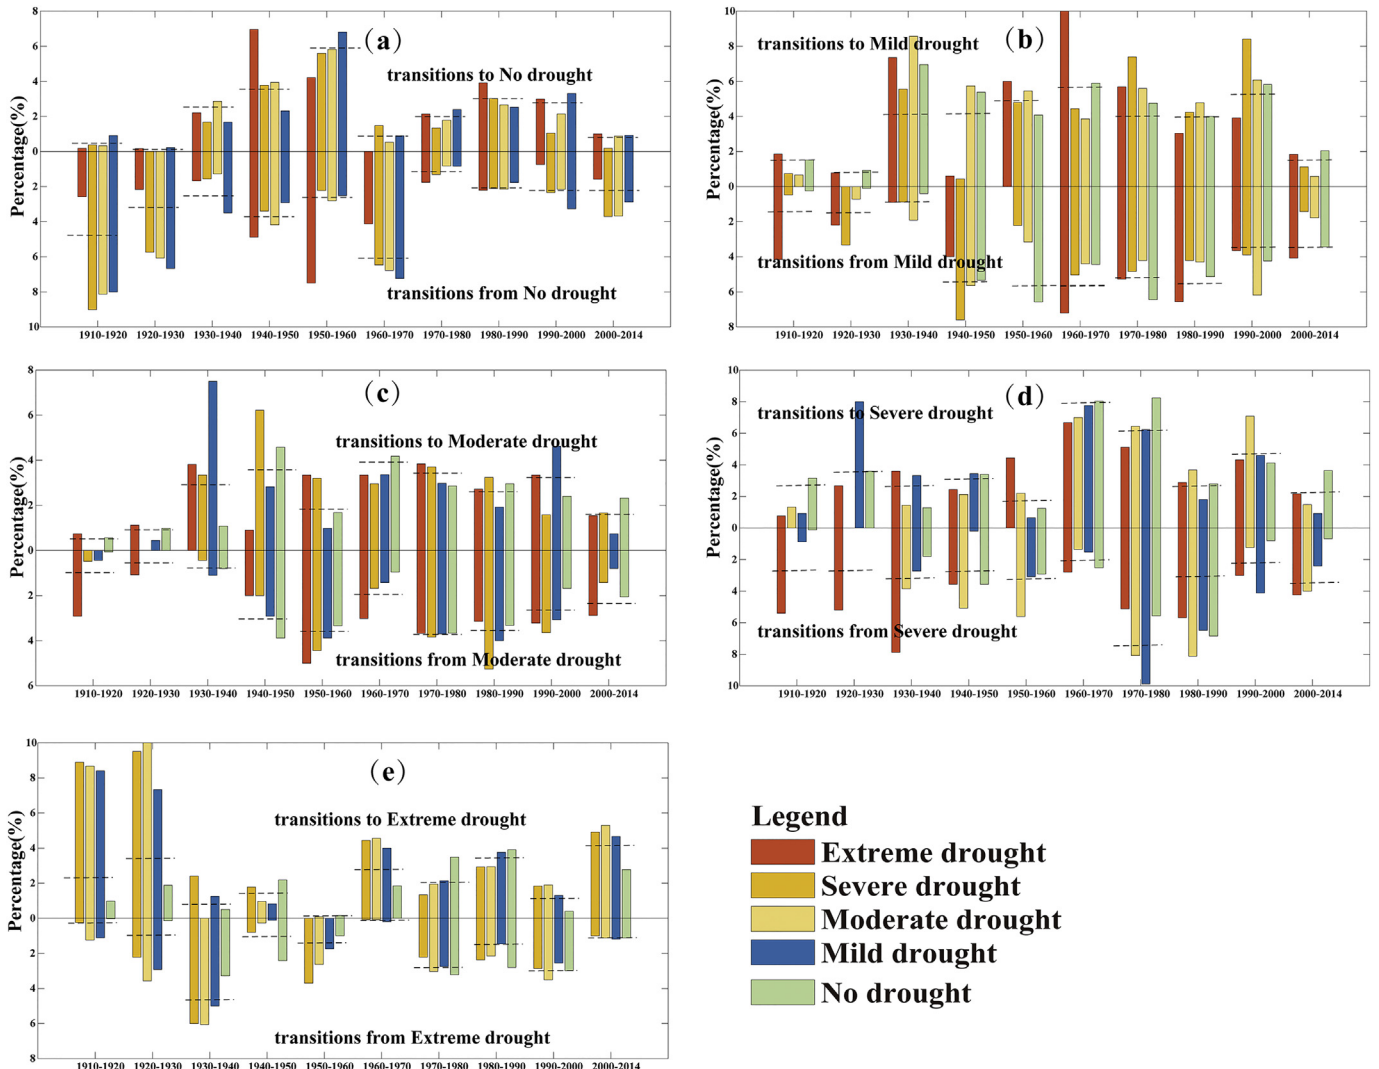 (a)
transitions to No drought
transitions from No drought
Percentage(%)
8
6
4
2
0
2
4
6
8
10
1910-1920 1920-1930 1930-1940 1940-1950 1950-1960 1960-1970 1970-1980 1980-1990 1990-2000 2000-2014
(b)
transitions to Mild drought
transitions from Mild drought
Percentage(%)
10
8
6
4
2
0
2
4
6
8
1910-1920 1920-1930 1930-1940 1940-1950 1950-1960 1960-1970 1970-1980 1980-1990 1990-2000 2000-2014
(c)
transitions to Moderate drought
transitions from Moderate drought
Percentage(%)
8
6
4
2
0
2
4
6
1910-1920 1920-1930 1930-1940 1940-1950 1950-1960 1960-1970 1970-1980 1980-1990 1990-2000 2000-2014
(d)
transitions to Severe drought
transitions from Severe drought
Percentage(%)
10
8
6
4
2
0
2
4
6
8
10
1910-1920 1920-1930 1930-1940 1940-1950 1950-1960 1960-1970 1970-1980 1980-1990 1990-2000 2000-2014
(e)
transitions to Extreme drought
transitions from Extreme drought
Percentage(%)
10
8
6
4
2
0
2
4
6
8
1910-1920 1920-1930 1930-1940 1940-1950 1950-1960 1960-1970 1970-1980 1980-1990 1990-2000 2000-2014
Legend
Extreme drought
Severe drought
Moderate drought
Mild drought
No drought